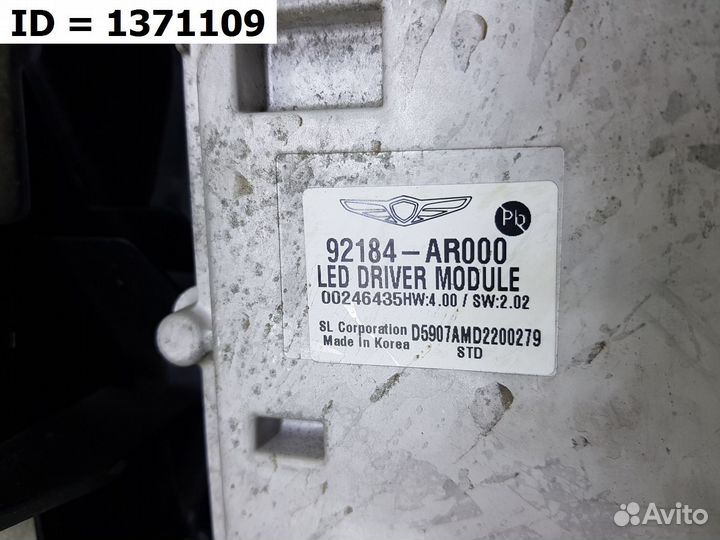 ID = 1371109
Pb
92184-AR000
LED DRIVER MODULE
00246435HW:4.00 / SW:2.02
SL Corporation D5907AMD2200279
Made in Korea STD
Avito